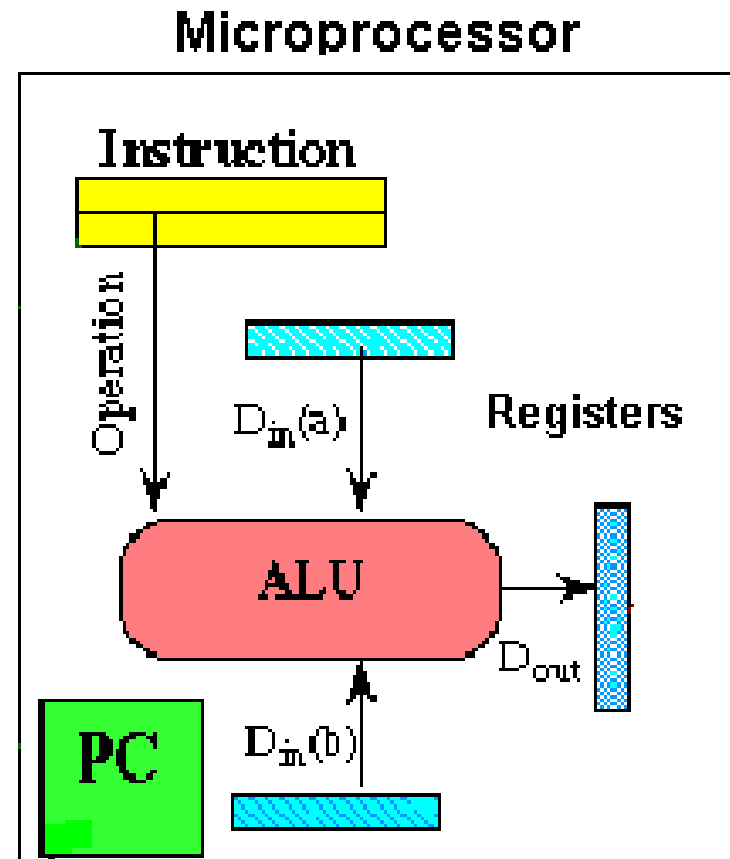 Microprocessor
Instruction
Operation
Din(a)
Registers
ALU
Dout
PC
Din(b)